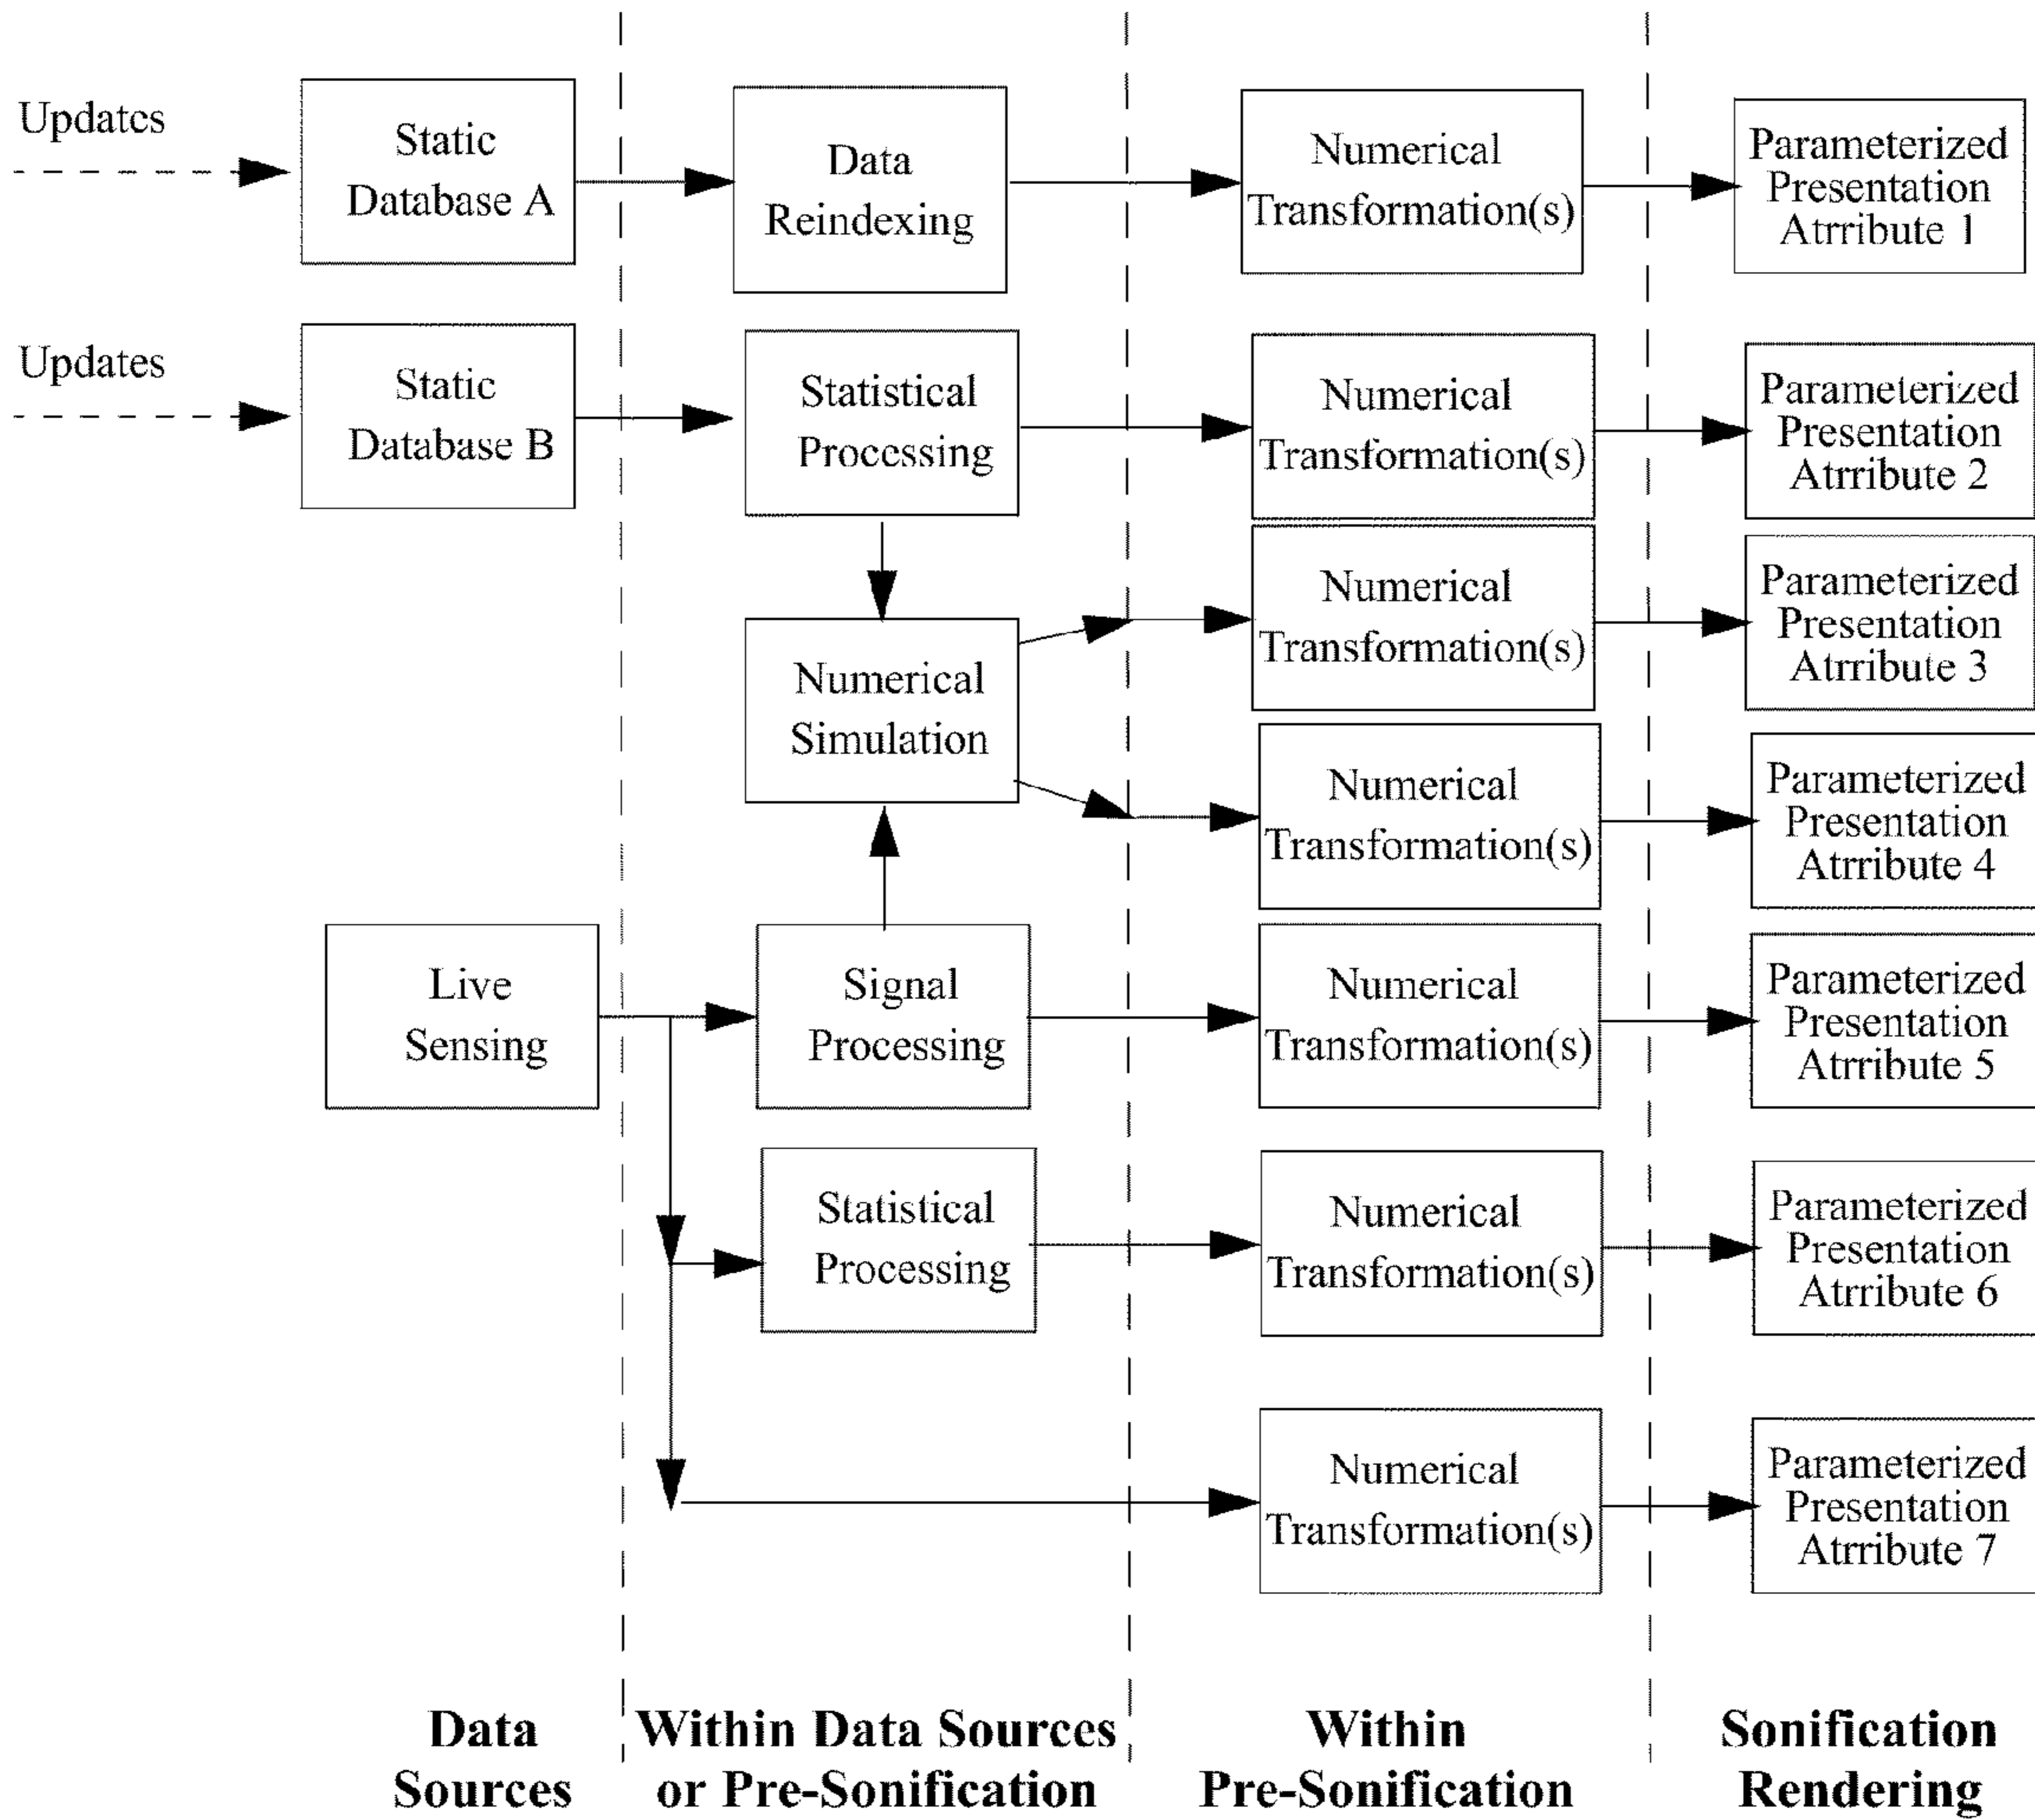 Updates
Static
Database A
Data
Reindexing
Numerical
Transformation(s)
Parameterized
Presentation
Atrribute 1
Updates
Static
Database B
Statistical
Processing
Numerical
Transformation(s)
Parameterized
Presentation
Atrribute 2
Numerical
Simulation
Numerical
Transformation(s)
Parameterized
Presentation
Atrribute 3
Numerical
Transformation(s)
Parameterized
Presentation
Atrribute 4
Live
Sensing
Signal
Processing
Numerical
Transformation(s)
Parameterized
Presentation
Atrribute 5
Statistical
Processing
Numerical
Transformation(s)
Parameterized
Presentation
Atrribute 6
Numerical
Transformation(s)
Parameterized
Presentation
Atrribute 7
Data
Sources
Within Data Sources
or Pre-Sonification
Within
Pre-Sonification
Sonification
Rendering